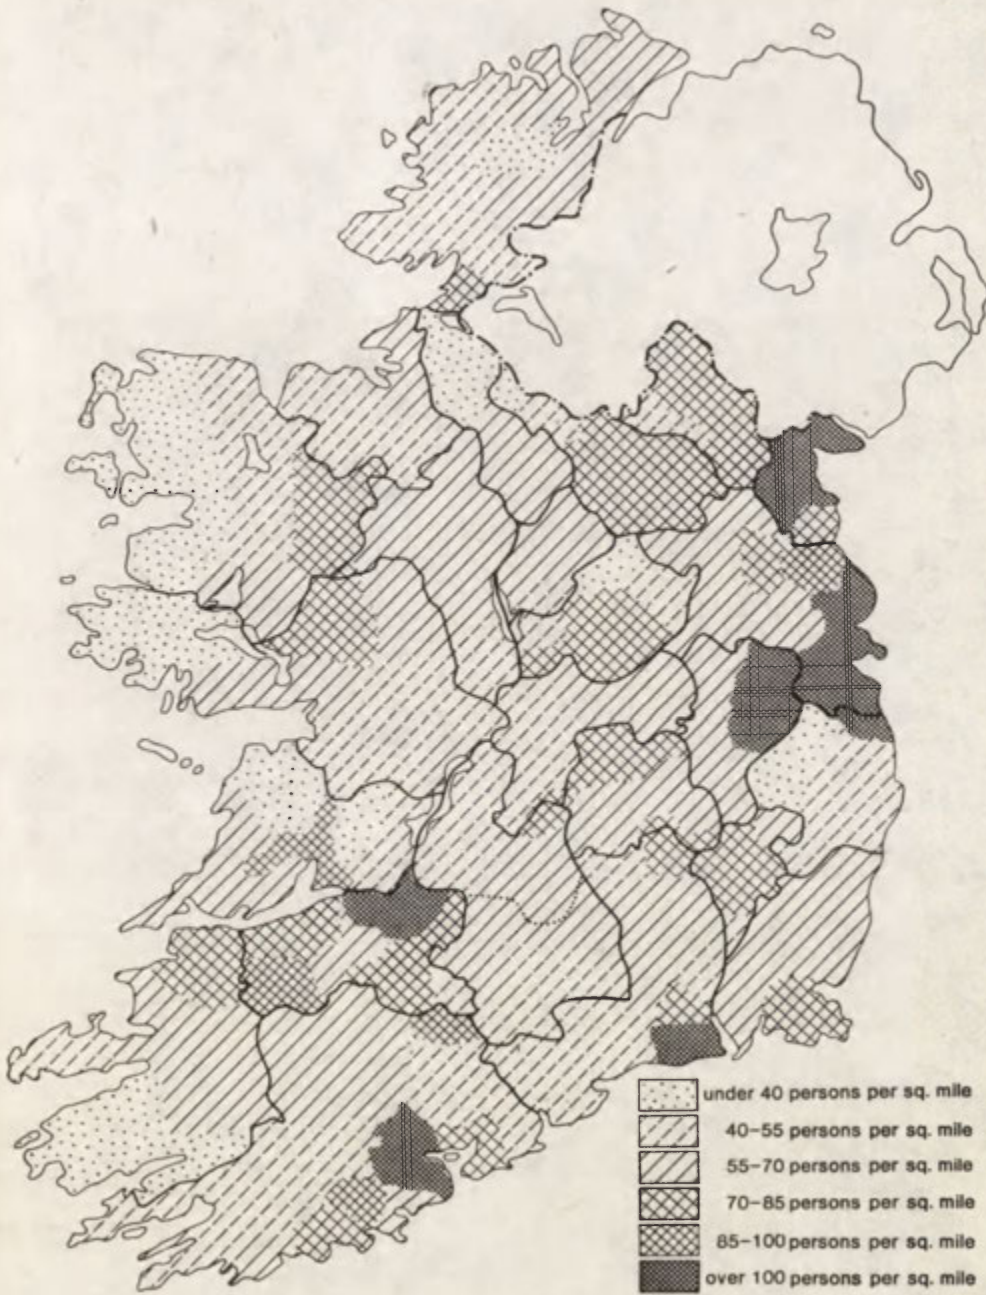 under 40 persons per sq. mile
40-55 persons per sq. mile
55-70 persons per sq. mile
70-85 persons per sq. mile
85-100 persons per sq. mile
over 100 persons per sq. mile